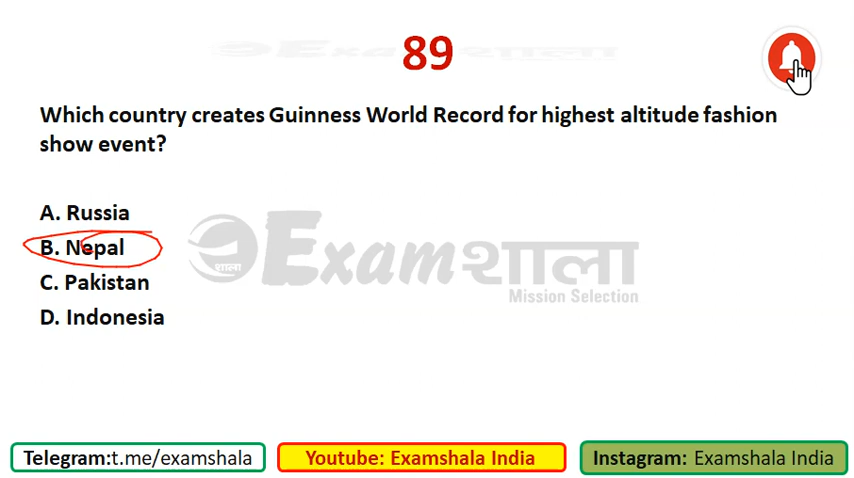 89
Which country creates Guinness World Record for highest altitude fashion
show event?
A. Russia
B. Nepal
C. Pakistan
D. Indonesia
शाला
Examशाला
Mission Selection
Telegram:t.me/examshala
Youtube: Examshala India
Instagram: Examshala India